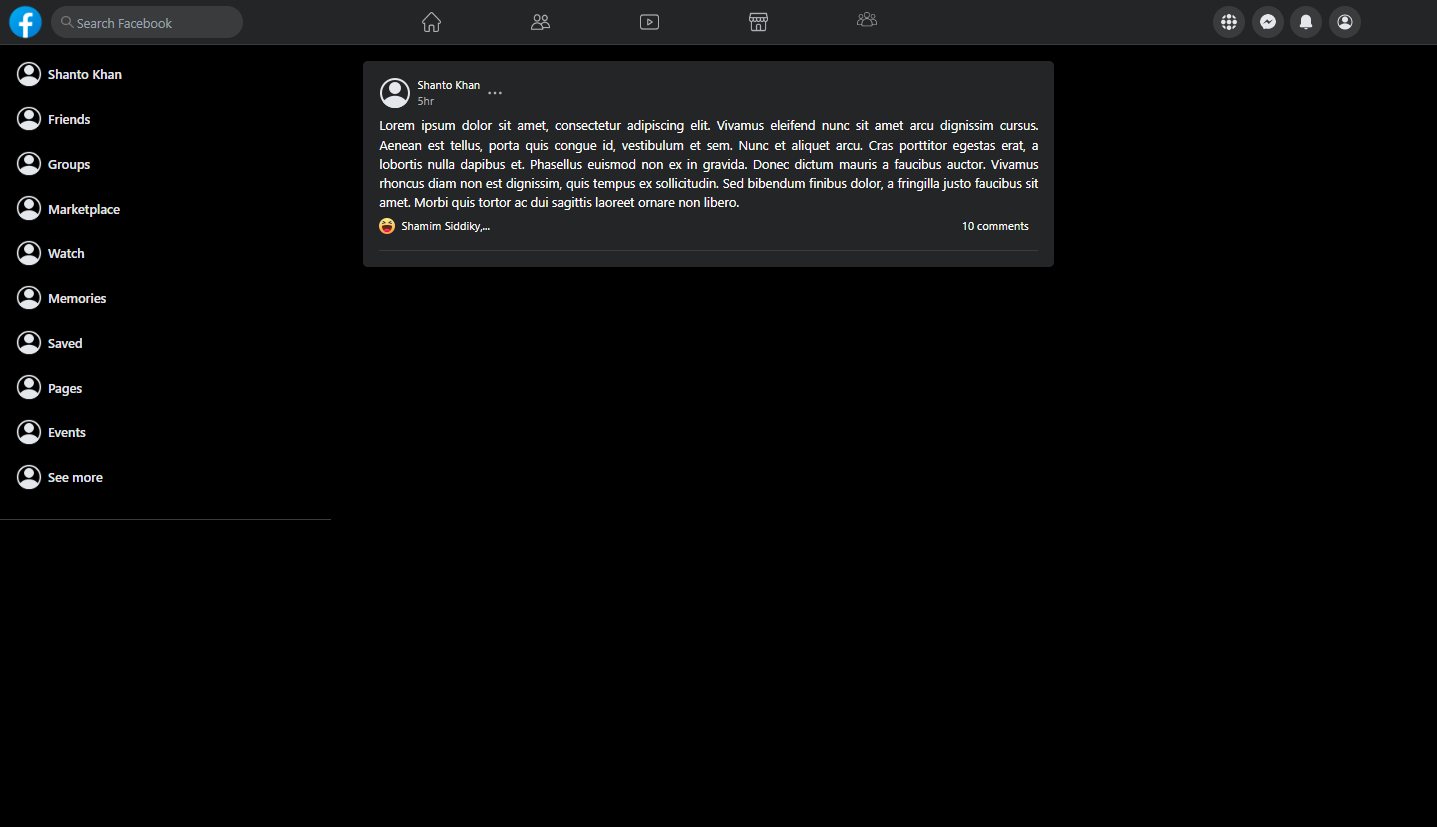 Search Facebook
Shanto Khan
Friends
Groups
Marketplace
Watch
Memories
Saved
Pages
Events
See more
Shanto Khan ...
5hr
Lorem ipsum dolor sit amet, consectetur adipiscing elit. Vivamus eleifend nunc sit amet arcu dignissim cursus.
Aenean est tellus, porta quis congue id, vestibulum et sem. Nunc et aliquet arcu. Cras porttitor egestas erat, a
lobortis nulla dapibus et. Phasellus euismod non ex in gravida. Donec dictum mauris a faucibus auctor. Vivamus
rhoncus diam non est dignissim, quis tempus ex sollicitudin. Sed bibendum finibus dolor, a fringilla justo faucibus sit
amet. Morbi quis tortor ac dui sagittis laoreet ornare non libero.
Shamim Siddiky,... 10 comments